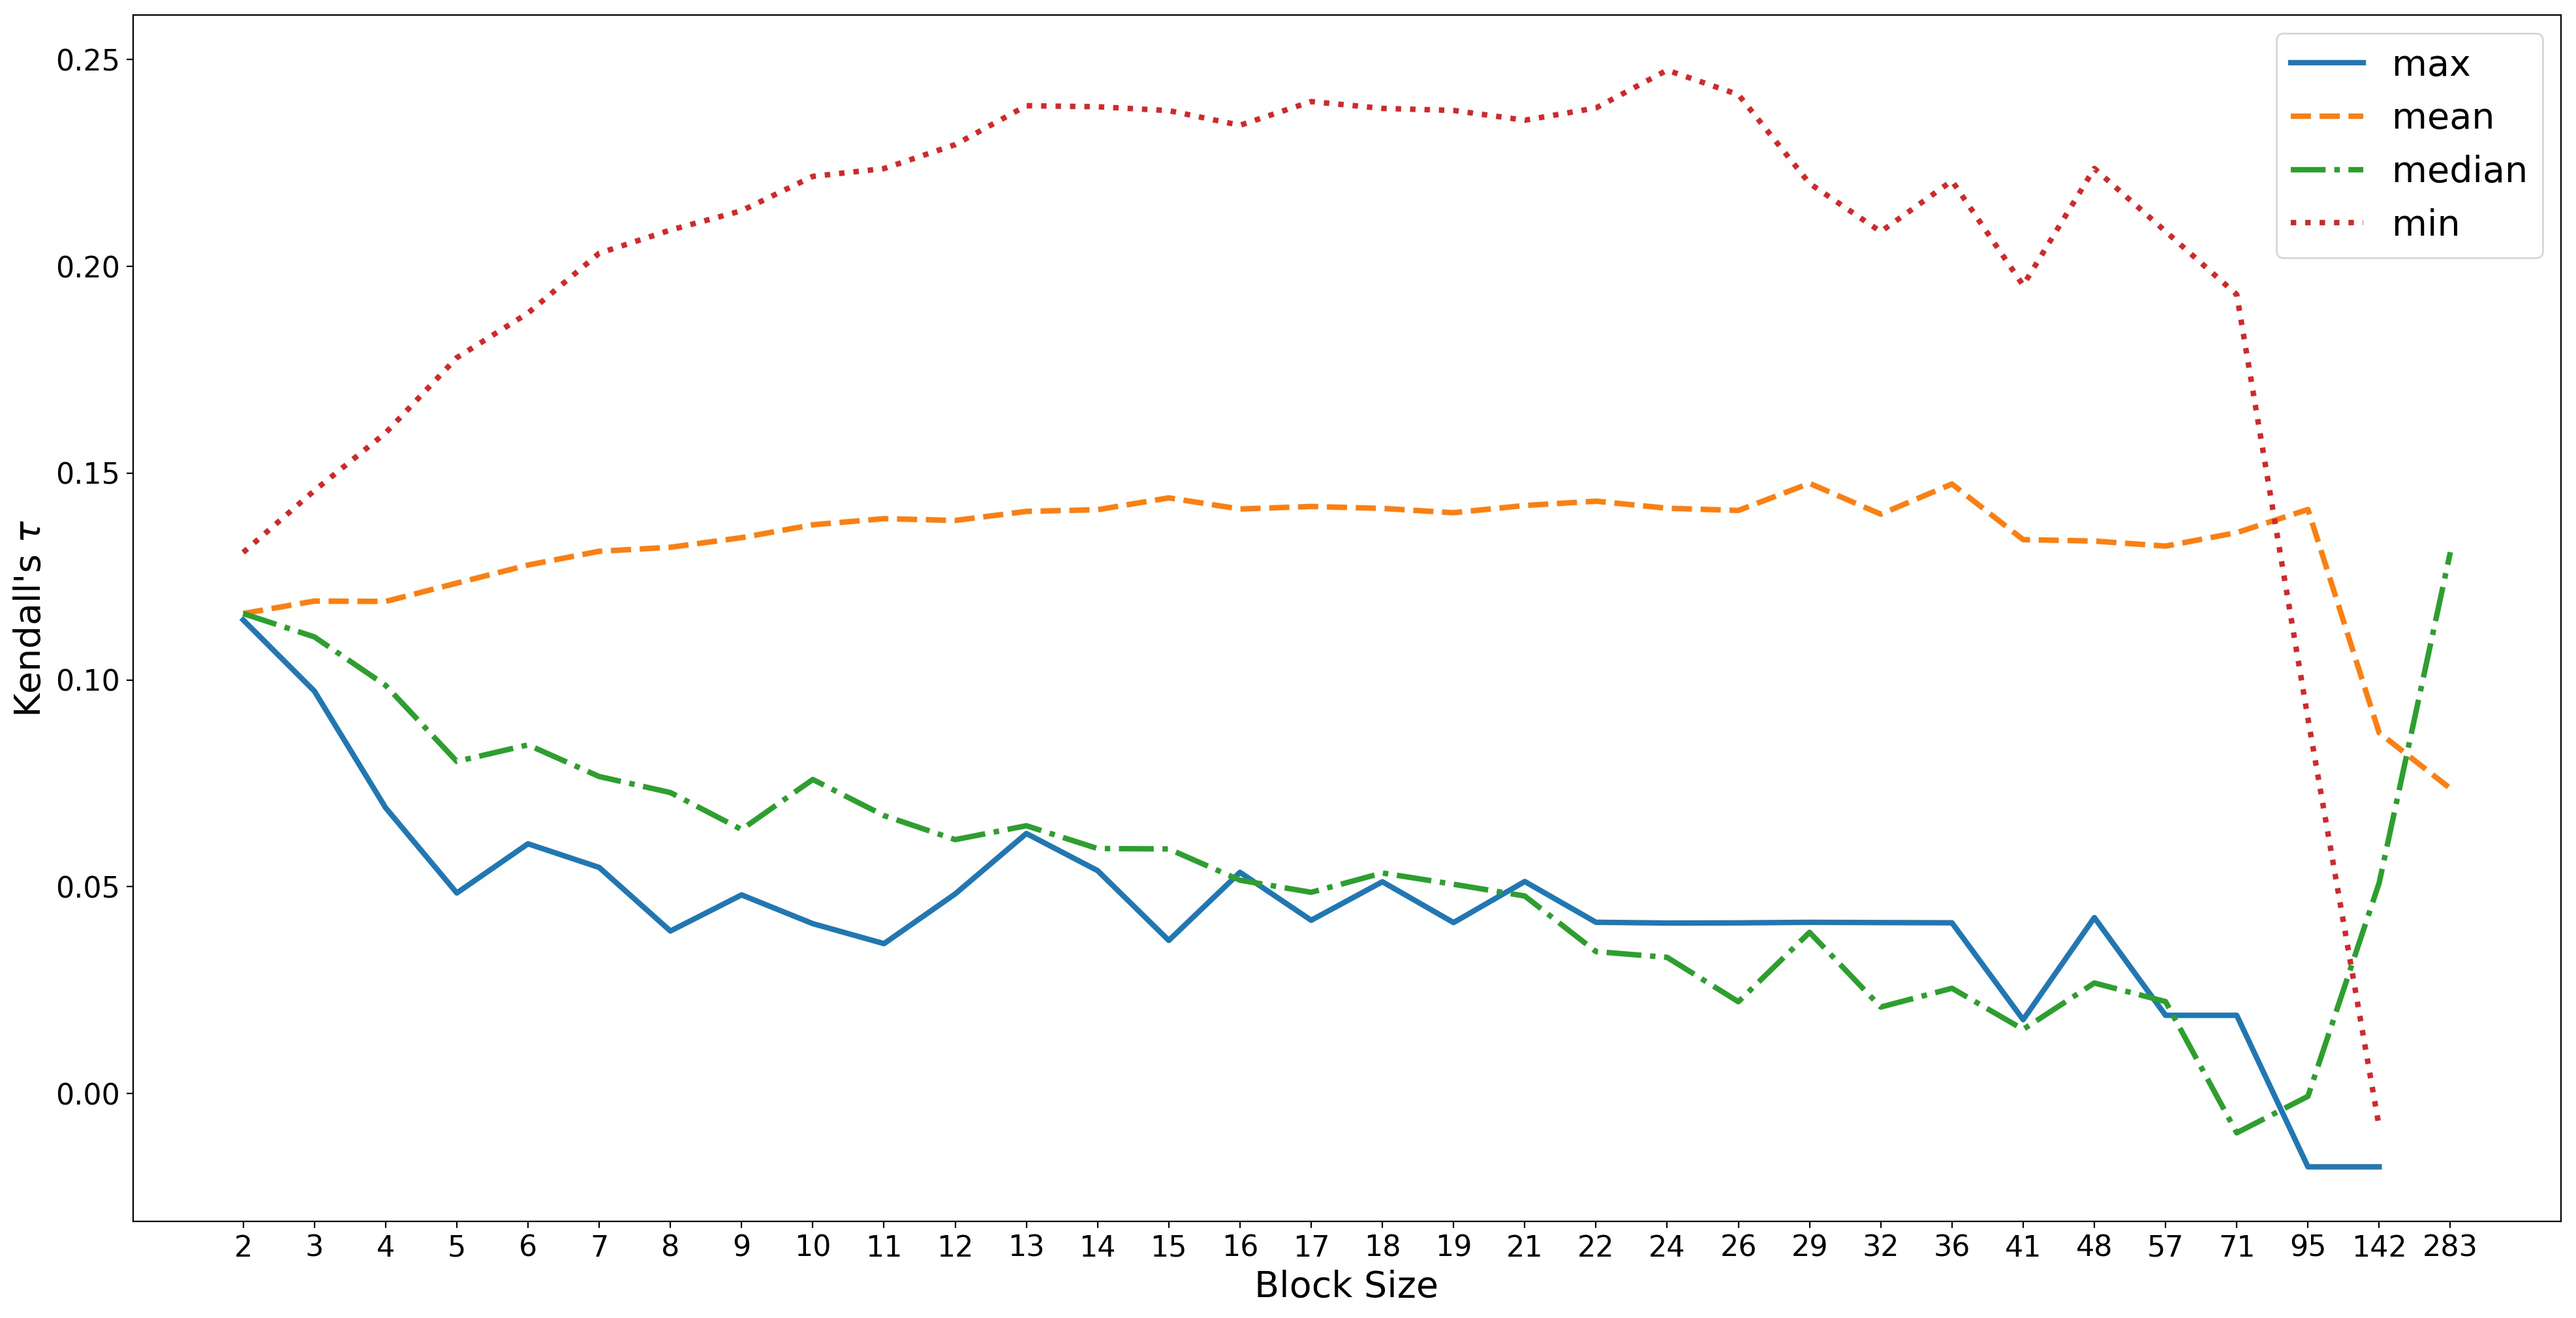 0.25
0.20
0.15
0.10
0.05
0.00
Kendall's τ
max
mean
median
min
2 3 4 5 6 7 8 9 10 11 12 13 14 15 16 17 18 19 21 22 24 26 29 32 36 41 48 57 71 95 142 283
Block Size